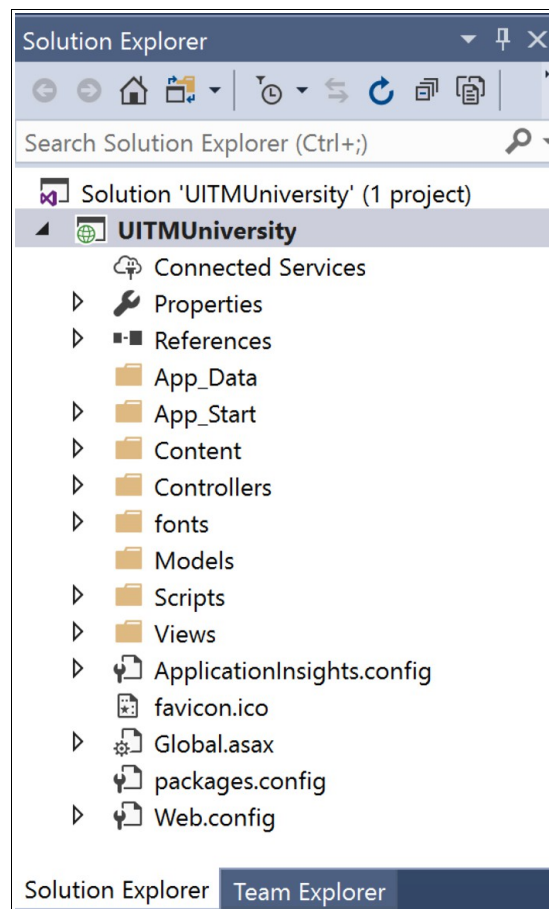 Solution Explorer
Search Solution Explorer (Ctrl+;)
Solution 'UITMUniversity' (1 project)
UITMUniversity
Connected Services
Properties
References
App_Data
App_Start
Content
Controllers
fonts
Models
Scripts
Views
ApplicationInsights.config
favicon.ico
Global.asax
packages.config
Web.config
Solution Explorer Team Explorer